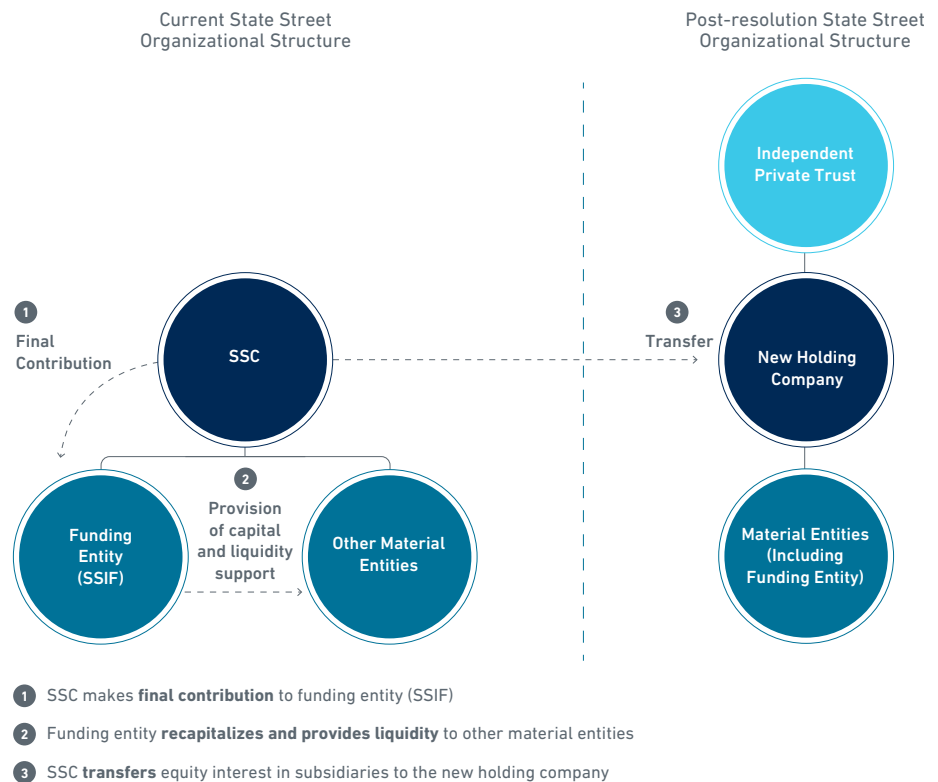 Current State Street
Organizational Structure
Post-resolution State Street
Organizational Structure
Independent
Private Trust
1
Final
Contribution
SSC
3
Transfer
New Holding
Company
2
Provision
of capital
and liquidity
support
Funding
Entity
(SSIF)
Other Material
Entities
Material Entities
(Including
Funding Entity)
1 SSC makes final contribution to funding entity (SSIF)
2 Funding entity recapitalizes and provides liquidity to other material entities
3 SSC transfers equity interest in subsidiaries to the new holding company